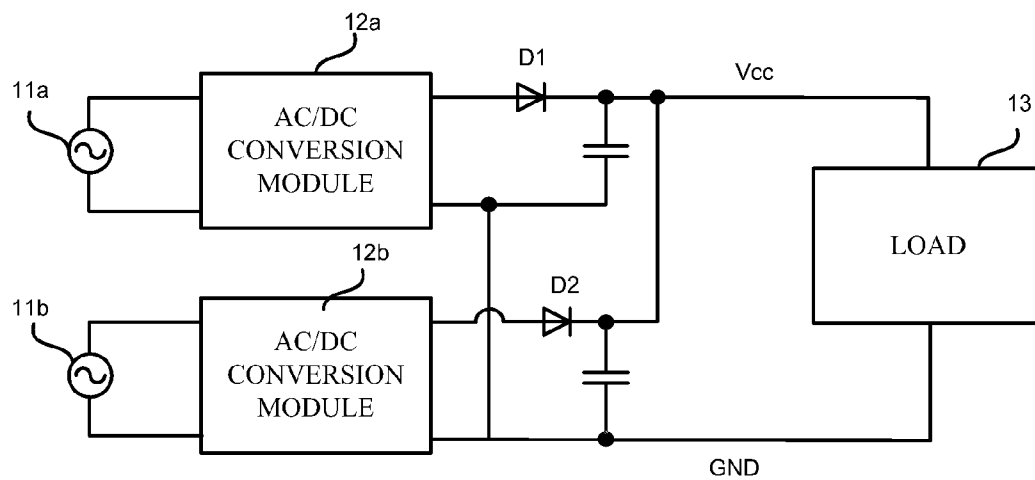 12a
D1
Vcc
11a
AC/DC
CONVERSION
MODULE
13
LOAD
12b
D2
11b
AC/DC
CONVERSION
MODULE
GND